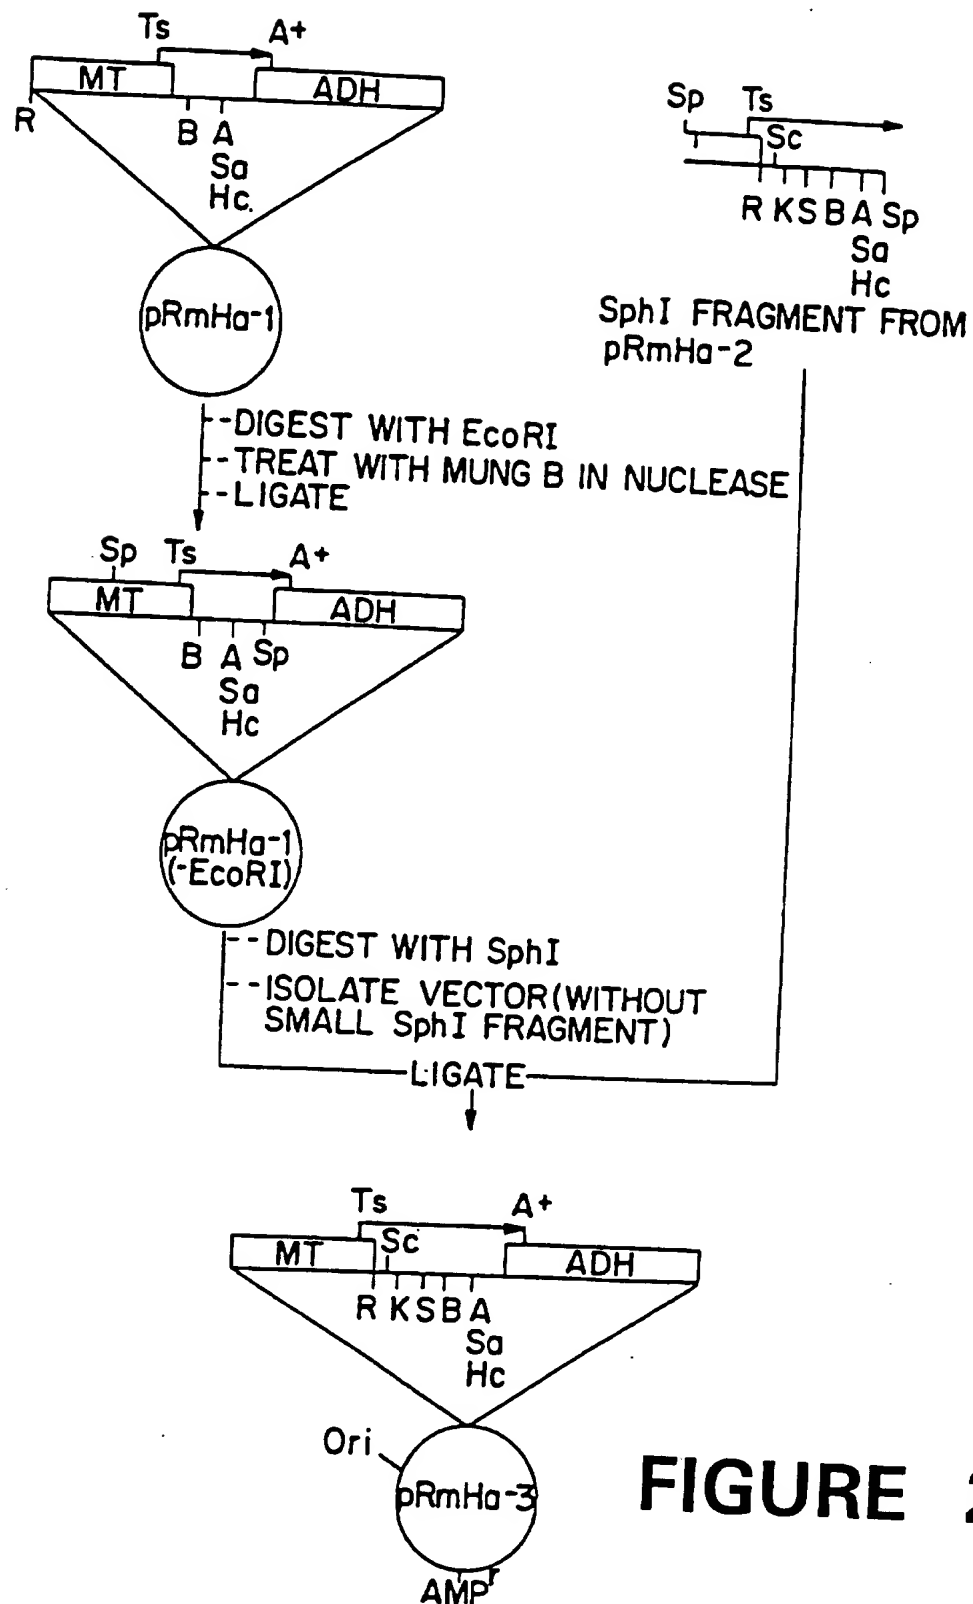 Ts A+
MT ADH
R B A
Sa
Hc
pRmHa-1
Sp Ts
Sc
R K S B A Sp
Sa
Hc
SphI FRAGMENT FROM
pRmHa-2
--DIGEST WITH EcoRI
--TREAT WITH MUNG B IN NUCLEASE
--LIGATE
Sp Ts A+
MT ADH
B A Sp
Sa
Hc
pRmHa-1
(-EcoRI)
--DIGEST WITH SphI
--ISOLATE VECTOR(WITHOUT
SMALL SphI FRAGMENT)
LIGATE
Ts A+
MT Sc ADH
R K S B A
Sa
Hc
Ori
pRmHa-3
AMPr
FIGURE